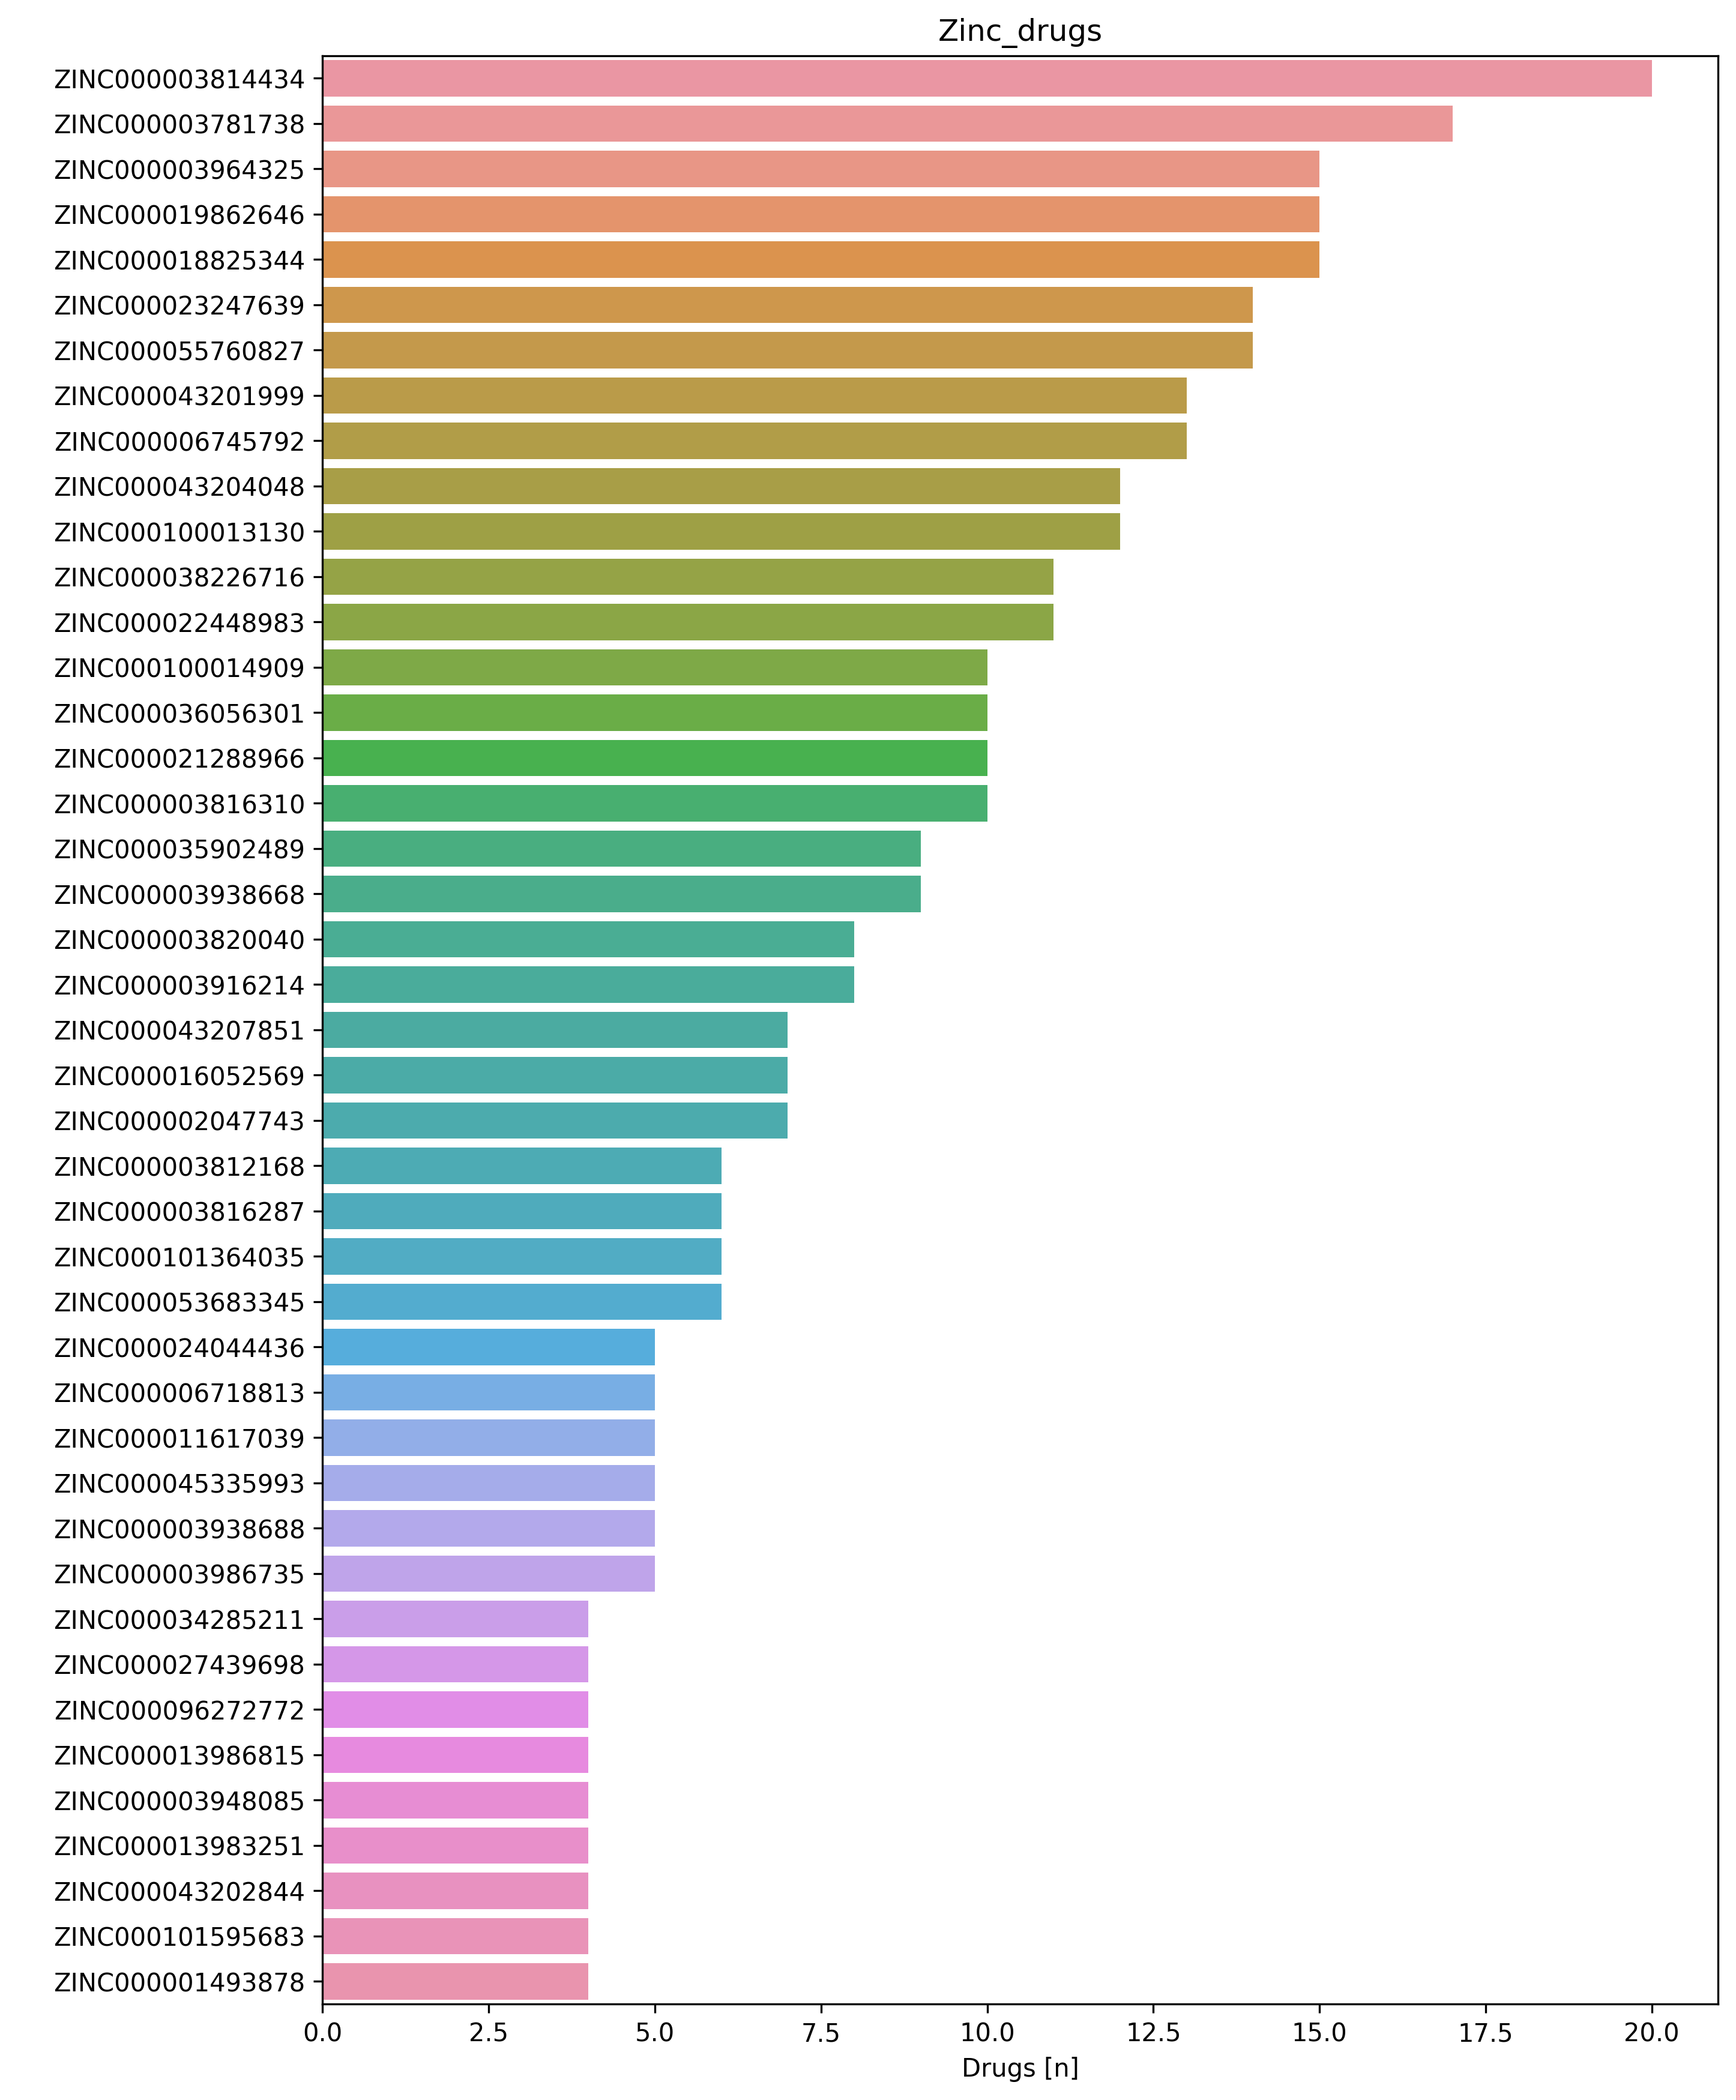 Zinc_drugs
ZINC000003814434
ZINC000003781738
ZINC000003964325
ZINC000019862646
ZINC000018825344
ZINC000023247639
ZINC000055760827
ZINC000043201999
ZINC000006745792
ZINC000043204048
ZINC000100013130
ZINC000038226716
ZINC000022448983
ZINC000100014909
ZINC000036056301
ZINC000021288966
ZINC000003816310
ZINC000035902489
ZINC000003938668
ZINC000003820040
ZINC000003916214
ZINC000043207851
ZINC000016052569
ZINC000002047743
ZINC000003812168
ZINC000003816287
ZINC000101364035
ZINC000053683345
ZINC000024044436
ZINC000006718813
ZINC000011617039
ZINC000045335993
ZINC000003938688
ZINC000003986735
ZINC000034285211
ZINC000027439698
ZINC000096272772
ZINC000013986815
ZINC000003948085
ZINC000013983251
ZINC000043202844
ZINC000101595683
ZINC000001493878
0.0 2.5 5.0 7.5 10.0 12.5 15.0 17.5 20.0
Drugs [n]